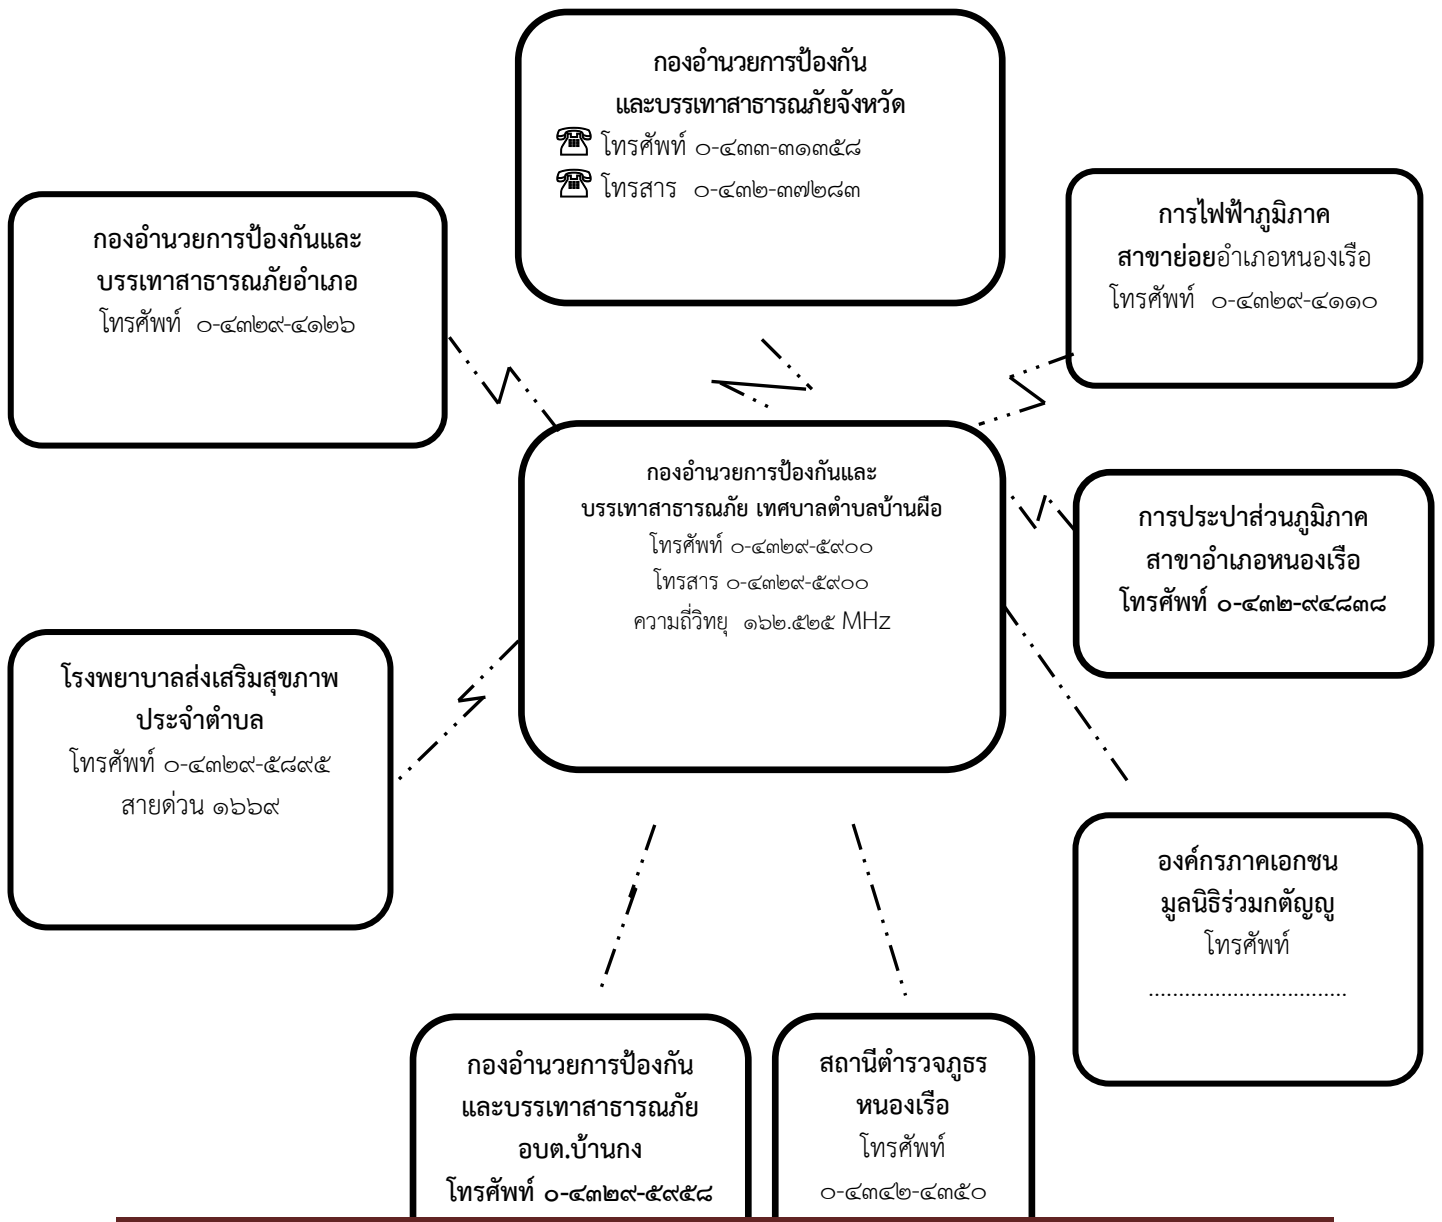 กองอำนวยการป้องกัน
และบรรเทาสาธารณภัยจังหวัด
โทรศัพท์ ๐-๔๓๓-๓๑๓๕๘
โทรสาร ๐-๔๓๒-๓๗๒๘๓
กองอำนวยการป้องกันและ
บรรเทาสาธารณภัยอำเภอ
โทรศัพท์ ๐-๔๓๒๙-๔๑๒๖
การไฟฟ้าภูมิภาค
สาขาย่อยอำเภอหนองเรือ
โทรศัพท์ ๐-๔๓๒๙-๔๑๑๐
กองอำนวยการป้องกันและ
บรรเทาสาธารณภัย เทศบาลตำบลบ้านผือ
โทรศัพท์ ๐-๔๓๒๙-๕๙๐๐
โทรสาร ๐-๔๓๒๙-๕๙๐๐
ความถี่วิทยุ ๑๖๒.๕๒๕ MHz
การประปาส่วนภูมิภาค
สาขาอำเภอหนองเรือ
โทรศัพท์ ๐-๔๓๒-๙๔๘๓๘
โรงพยาบาลส่งเสริมสุขภาพ
ประจำตำบล
โทรศัพท์ ๐-๔๓๒๙-๕๘๙๕
สายด่วน ๑๖๖๙
องค์กรภาคเอกชน
มูลนิธิร่วมกตัญญู
โทรศัพท์
.................................
กองอำนวยการป้องกัน
และบรรเทาสาธารณภัย
อบต.บ้านกง
โทรศัพท์ ๐-๔๓๒๙-๕๙๕๘
สถานีตำรวจภูธร
หนองเรือ
โทรศัพท์
๐-๔๓๔๒-๔๓๕๐